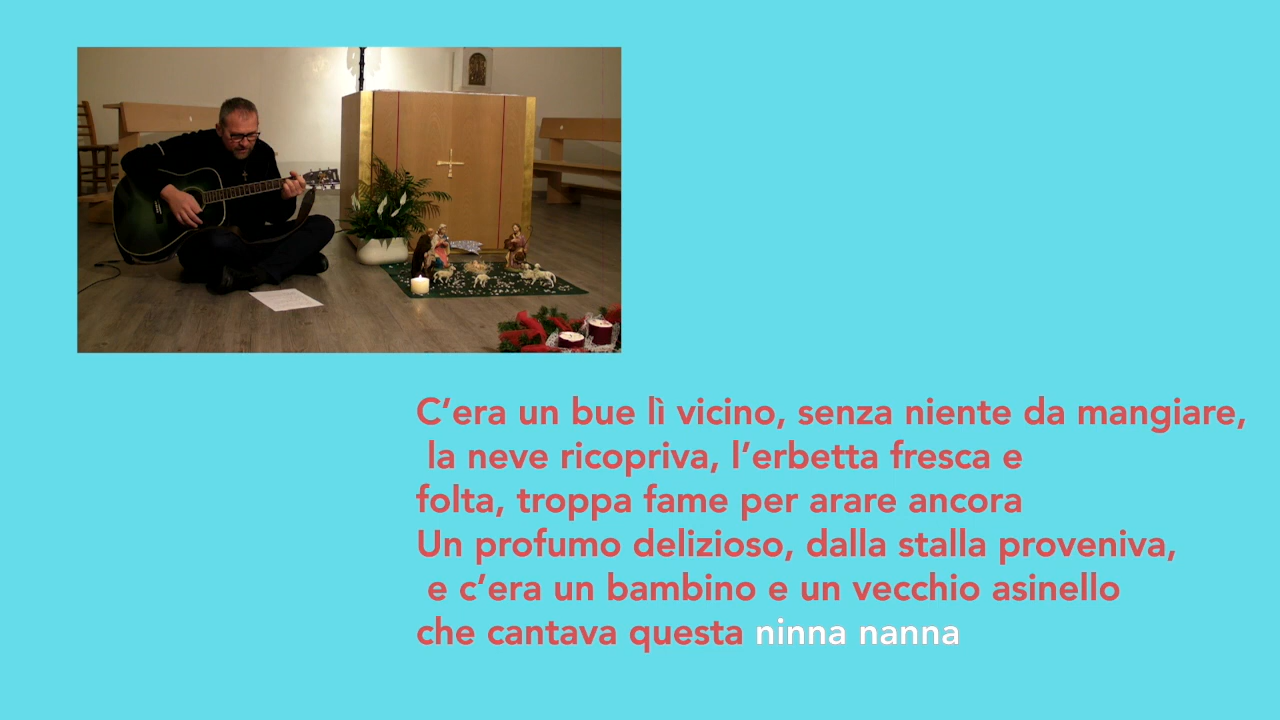 C’era un bue lì vicino, senza niente da mangiare,
la neve ricopriva, l’erbetta fresca e
folta, troppa fame per arare ancora
Un profumo delizioso, dalla stalla proveniva,
e c’era un bambino e un vecchio asinello
che cantava questa ninna nanna